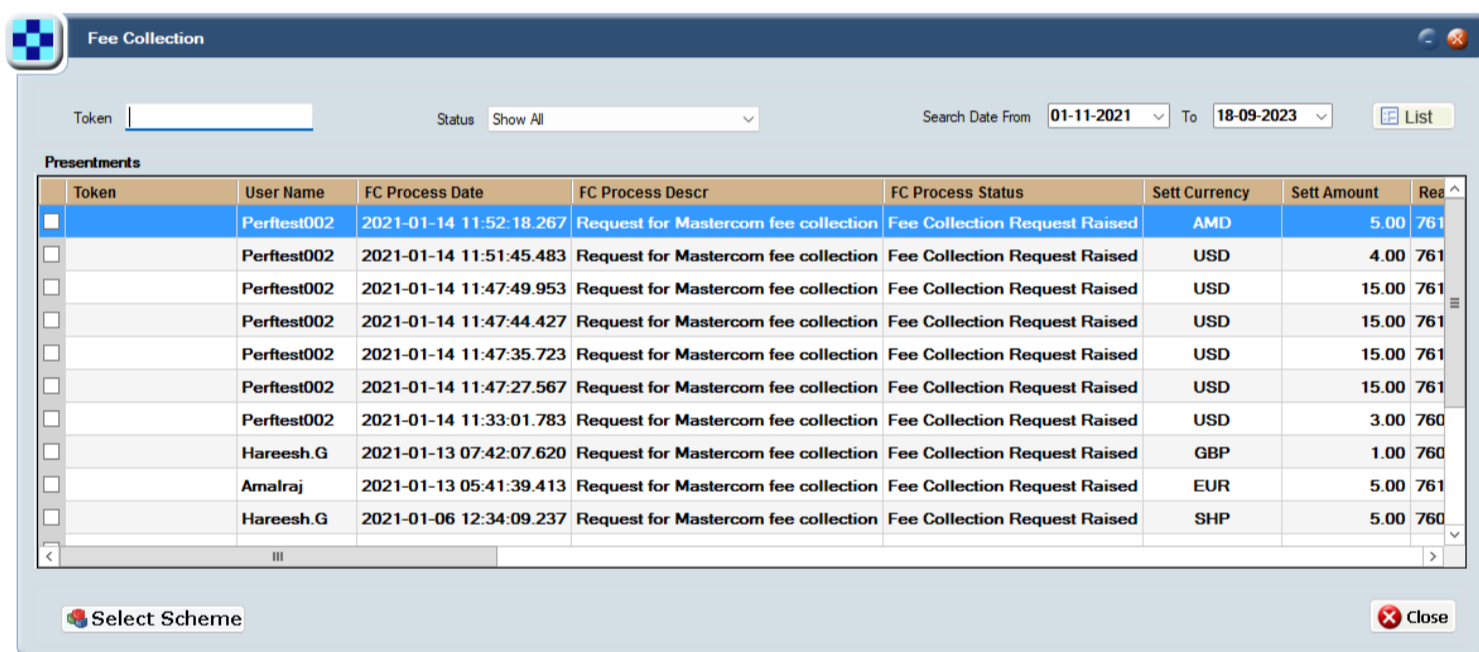 Fee Collection
Token Status Show All Search Date From 01-11-2021 To 18-09-2023 List
Presentments
Token User Name FC Process Date FC Process Descr FC Process Status Sett Currency Sett Amount Rea
Perftest002 2021-01-14 11:52:18.267 Request for Mastercom fee collection Fee Collection Request Raised AMD 5.00 761
Perftest002 2021-01-14 11:51:45.483 Request for Mastercom fee collection Fee Collection Request Raised USD 4.00 761
Perftest002 2021-01-14 11:47:49.953 Request for Mastercom fee collection Fee Collection Request Raised USD 15.00 761
Perftest002 2021-01-14 11:47:44.427 Request for Mastercom fee collection Fee Collection Request Raised USD 15.00 761
Perftest002 2021-01-14 11:47:35.723 Request for Mastercom fee collection Fee Collection Request Raised USD 15.00 761
Perftest002 2021-01-14 11:47:27.567 Request for Mastercom fee collection Fee Collection Request Raised USD 15.00 761
Perftest002 2021-01-14 11:33:01.783 Request for Mastercom fee collection Fee Collection Request Raised USD 3.00 760
Hareesh.G 2021-01-13 07:42:07.620 Request for Mastercom fee collection Fee Collection Request Raised GBP 1.00 760
Amalraj 2021-01-13 05:41:39.413 Request for Mastercom fee collection Fee Collection Request Raised EUR 5.00 761
Hareesh.G 2021-01-06 12:34:09.237 Request for Mastercom fee collection Fee Collection Request Raised SHP 5.00 760
Select Scheme Close